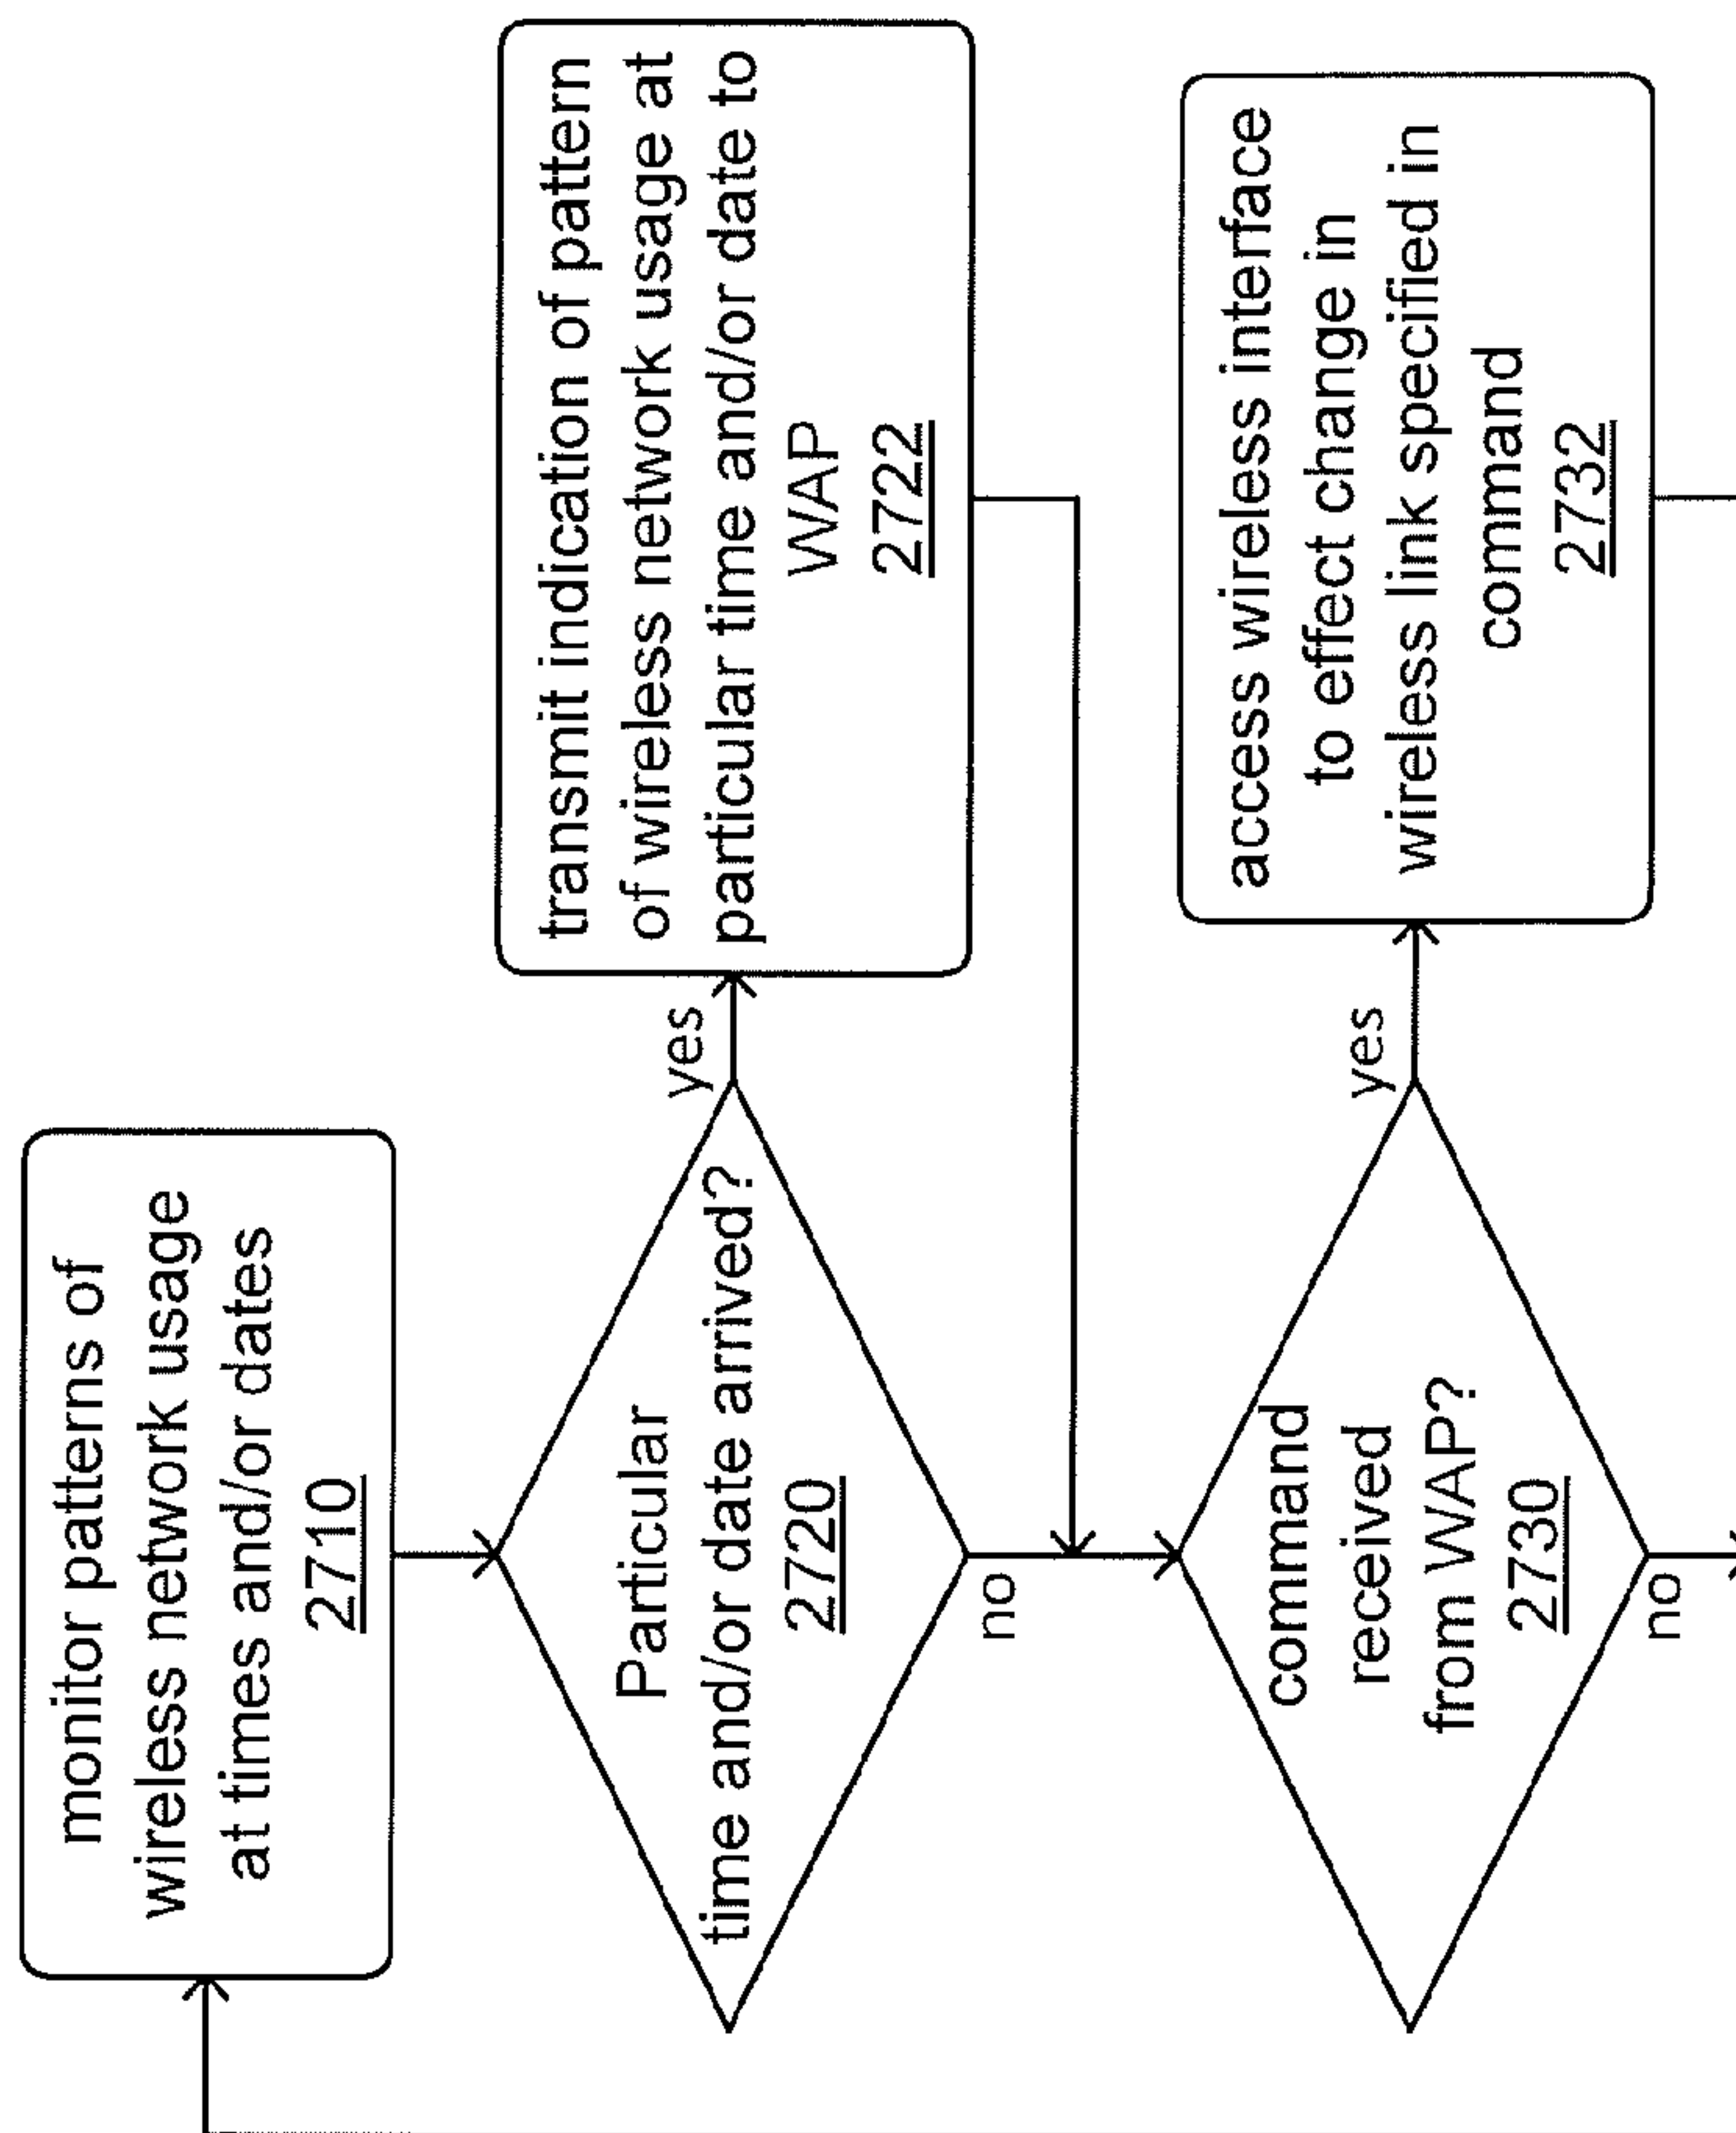 monitor patterns of
wireless network usage
at times and/or dates
2710
Particular
time and/or date arrived?
2720
yes
transmit indication of pattern
of wireless network usage at
particular time and/or date to
WAP
2722
no
command
received
from WAP?
2730
yes
access wireless interface
to effect change in
wireless link specified in
command
2732
no